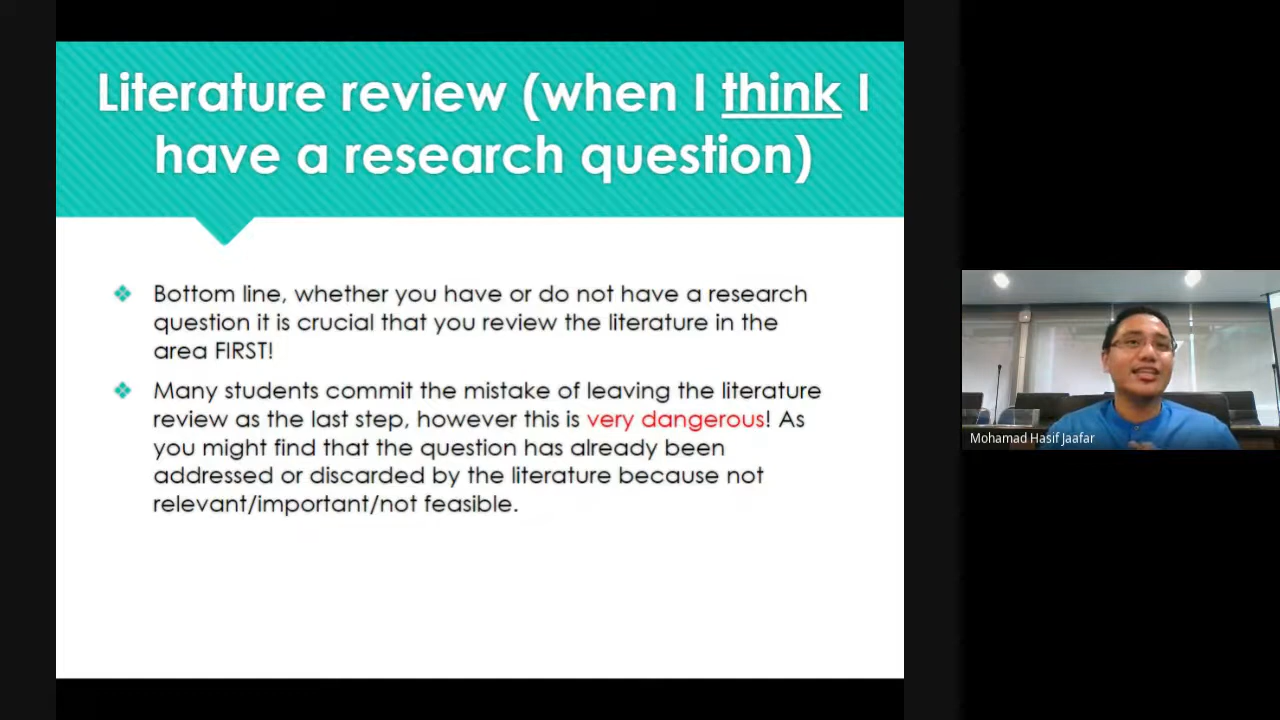 Literature review (when I think I
have a research question)
Bottom line, whether you have or do not have a research
question it is crucial that you review the literature in the
area FIRST!
Many students commit the mistake of leaving the literature
review as the last step, however this is very dangerous! As
you might find that the question has already been
addressed or discarded by the literature because not
relevant/important/not feasible.
Mohamad Hasif Jaafar